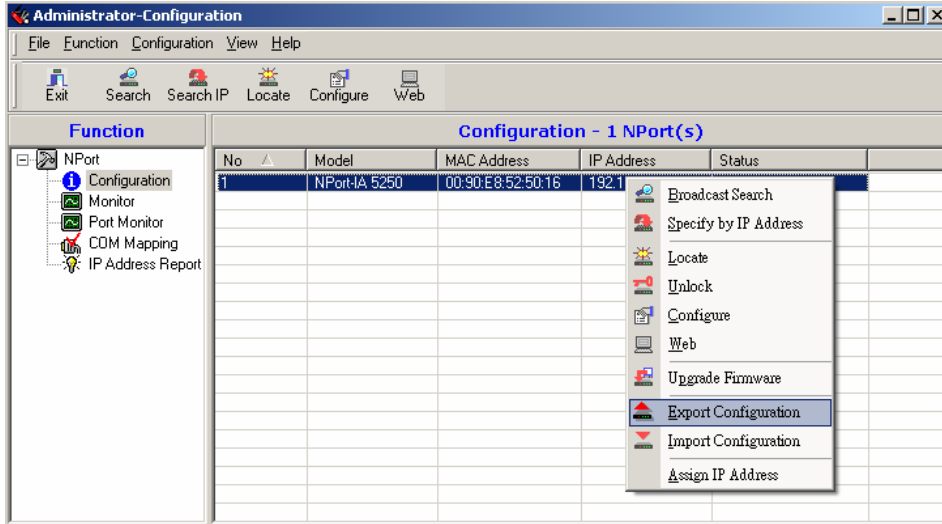 Administrator-Configuration
File Function Configuration View Help
Exit Search Search IP Locate Configure Web
Function
Configuration - 1 NPort(s)
NPort
Configuration
Monitor
Port Monitor
COM Mapping
IP Address Report
No Model MAC Address IP Address Status
1 NPort-IA 5250 00:90:E8:52:50:16 192.1
Broadcast Search
Specify by IP Address
Locate
Unlock
Configure
Web
Upgrade Firmware
Export Configuration
Import Configuration
Assign IP Address